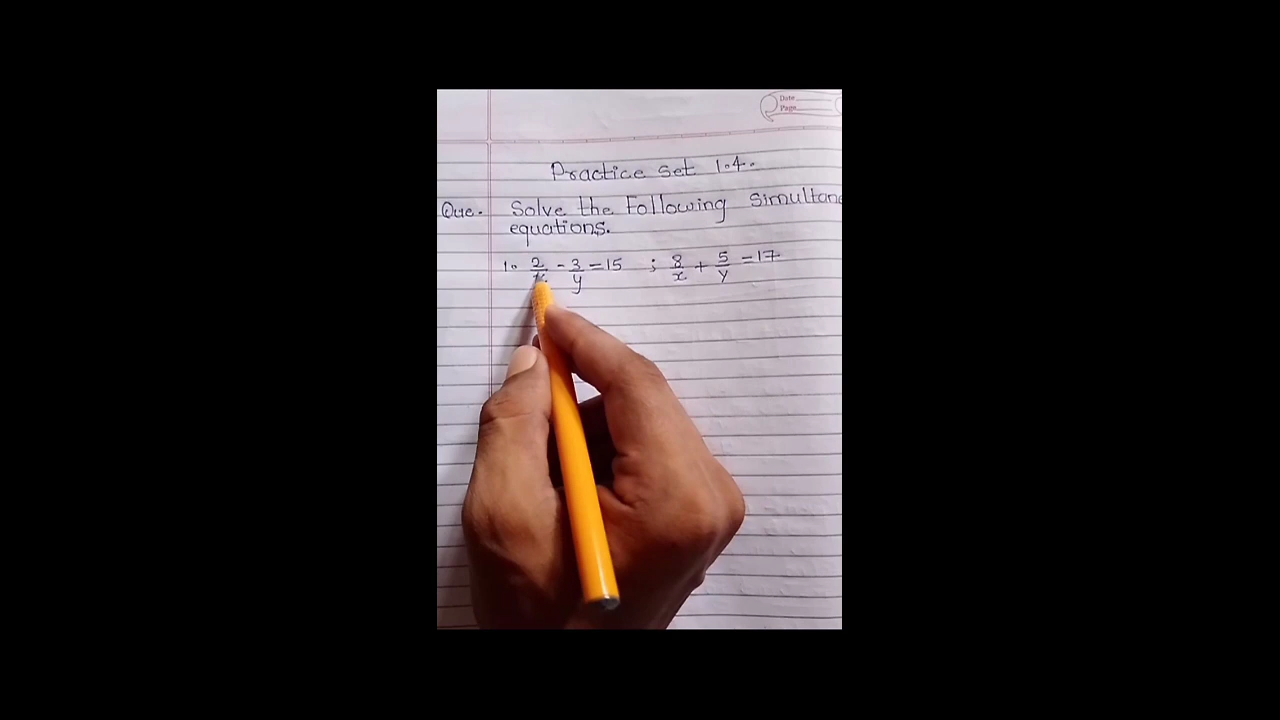 Date
Page
Practice set 1.4.
Que. Solve the Following Simultane
equations.
1. 2/x - 3/y = 15 ; 8/x + 5/y = 17